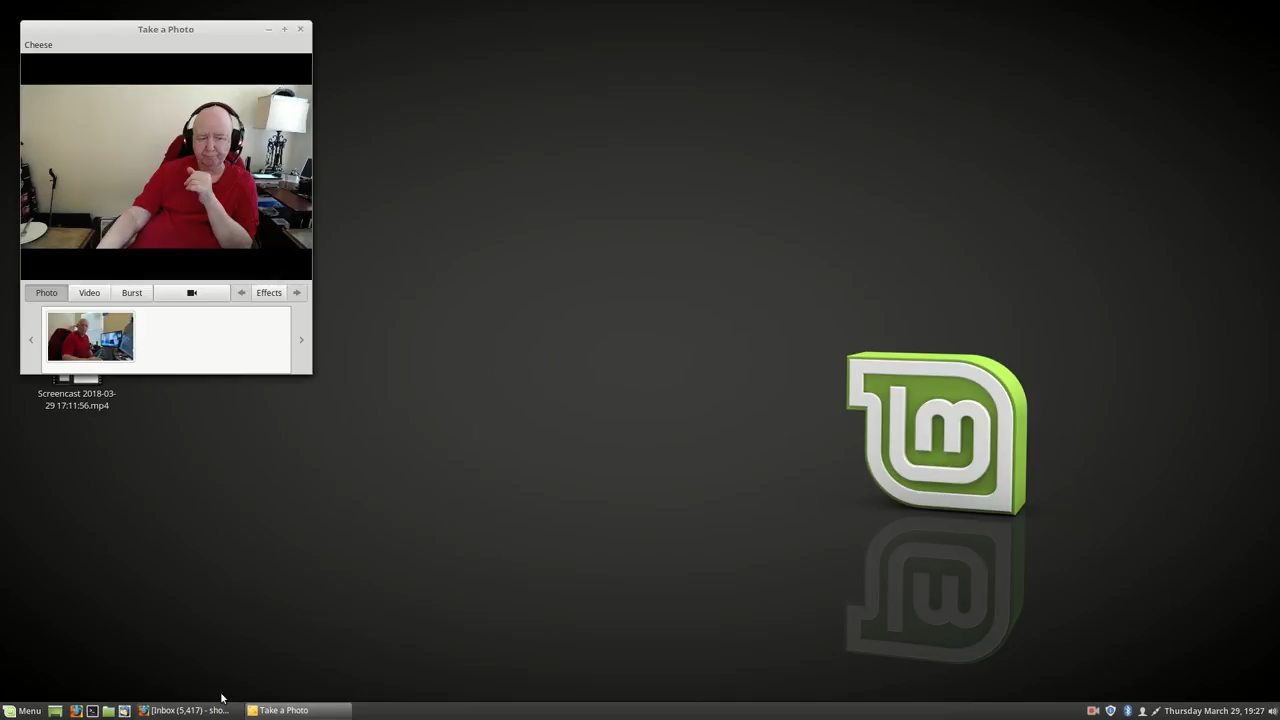 Take a Photo
Cheese
Photo
Video
Burst
Effects
Screencast 2018-03-
29 17:11:56.mp4
Menu
[Inbox (5,417) - sho...
Take a Photo
Thursday March 29, 19:27